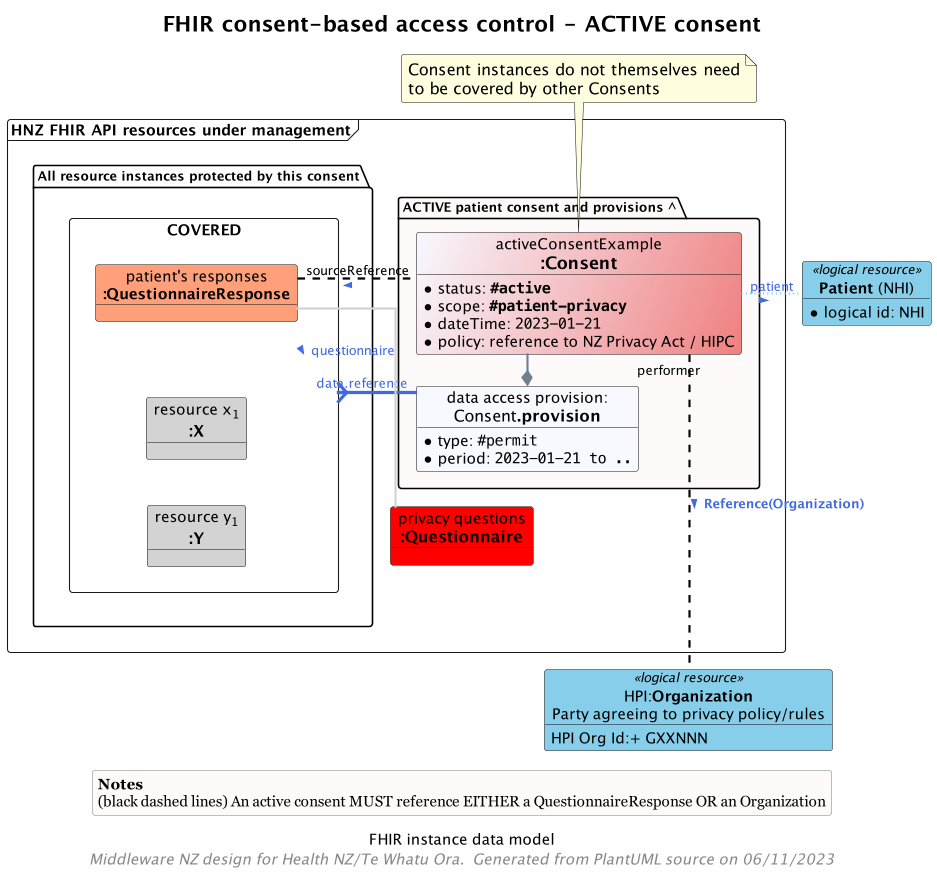 FHIR consent-based access control - ACTIVE consent
Consent instances do not themselves need
to be covered by other Consents
HNZ FHIR API resources under management
All resource instances protected by this consent
ACTIVE patient consent and provisions ^
COVERED
activeConsentExample
:Consent
• status: #active
• scope: #patient-privacy
• dateTime: 2023-01-21
• policy: reference to NZ Privacy Act / HIPC
patient's responses
:QuestionnaireResponse
sourceReference
patient
«logical resource»
Patient (NHI)
• logical id: NHI
questionnaire
performer
data.reference
data access provision:
Consent.provision
• type: #permit
• period: 2023-01-21 to ..
resource x1
:X
resource y1
:Y
privacy questions
:Questionnaire
Reference(Organization)
«logical resource»
HPI:Organization
Party agreeing to privacy policy/rules
HPI Org Id:+ GXXNNN
Notes
(black dashed lines) An active consent MUST reference EITHER a QuestionnaireResponse OR an Organization
FHIR instance data model
Middleware NZ design for Health NZ/Te Whatu Ora.  Generated from PlantUML source on 06/11/2023